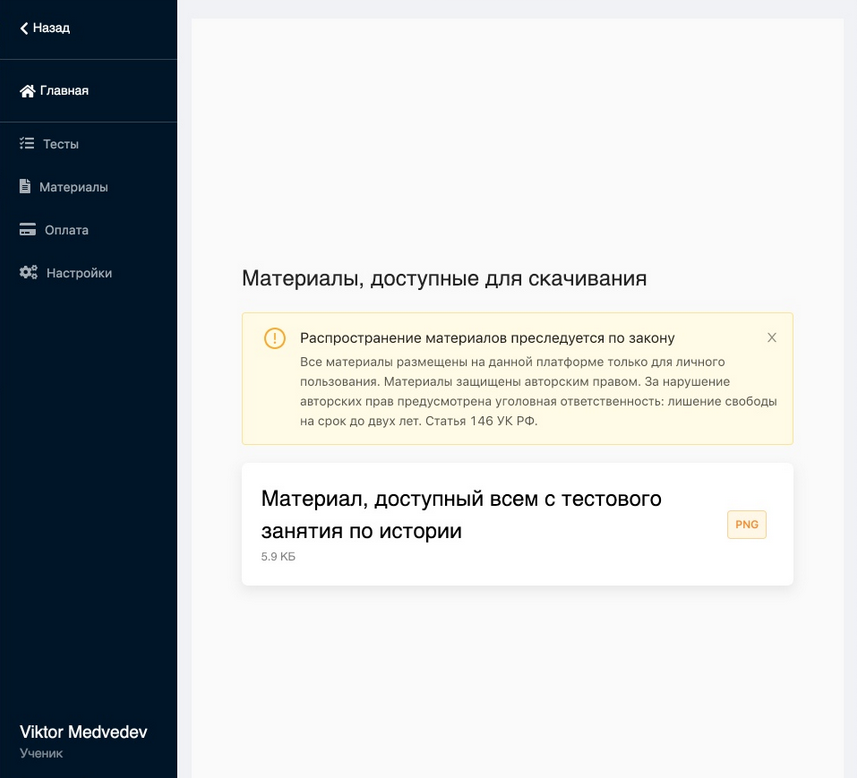 Назад
Главная
Тесты
Материалы
Оплата
Настройки
Материалы, доступные для скачивания
Распространение материалов преследуется по закону
Все материалы размещены на данной платформе только для личного
пользования. Материалы защищены авторским правом. За нарушение
авторских прав предусмотрена уголовная ответственность: лишение свободы
на срок до двух лет. Статья 146 УК РФ.
Материал, доступный всем с тестового
занятия по истории
PNG
5.9 КБ
Viktor Medvedev
Ученик